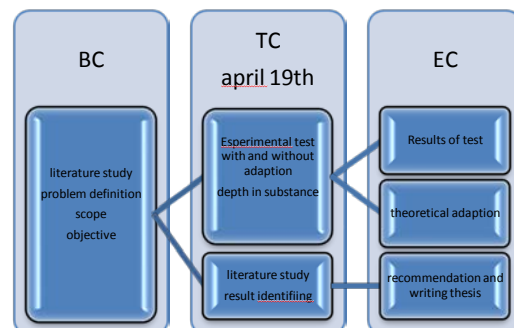 BC
literature study
problem definition
scope
objective
TC
april 19th
Esperimental test
with and without
adaption
depth in substance
literature study
result identifiing
EC
Results of test
theoretical adaption
recommendation and
writing thesis